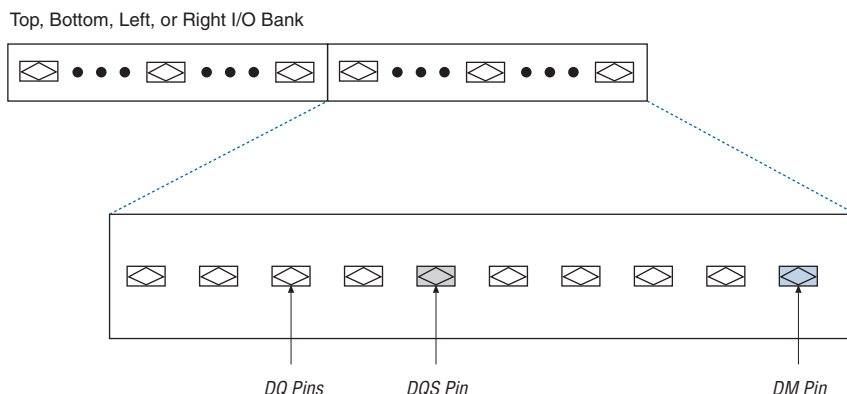 Top, Bottom, Left, or Right I/O Bank
DQ Pins
DQS Pin
DM Pin